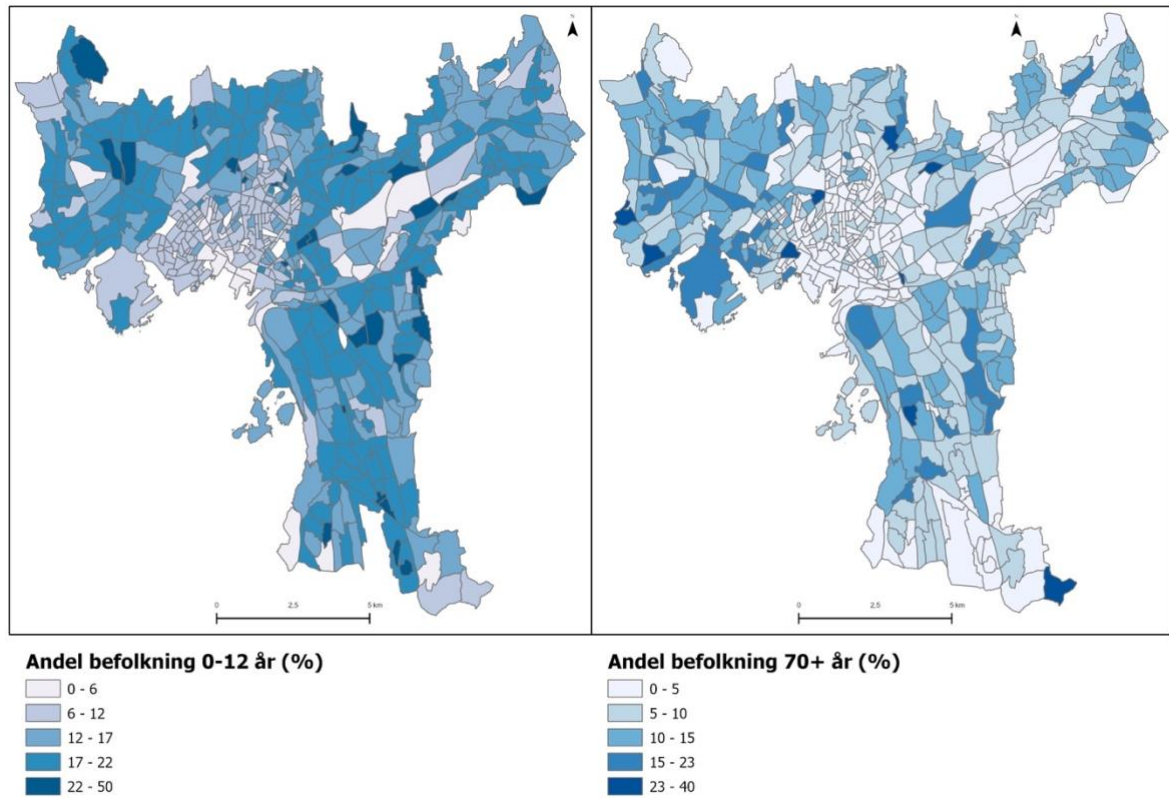 N
N
0 2,5 5 km
0 2,5 5 km
Andel befolkning 0-12 år (%)
0 - 6
6 - 12
12 - 17
17 - 22
22 - 50
Andel befolkning 70+ år (%)
0 - 5
5 - 10
10 - 15
15 - 23
23 - 40